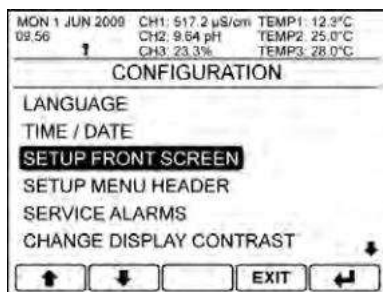 MON 1 JUN 2009 CH1: 517.2 µS/cm TEMP1: 12.3°C
09:56 CH2: 9.64 pH TEMP2: 25.0°C
CH3: 23.3% TEMP3: 28.0°C
CONFIGURATION
LANGUAGE
TIME / DATE
SETUP FRONT SCREEN
SETUP MENU HEADER
SERVICE ALARMS
CHANGE DISPLAY CONTRAST
EXIT